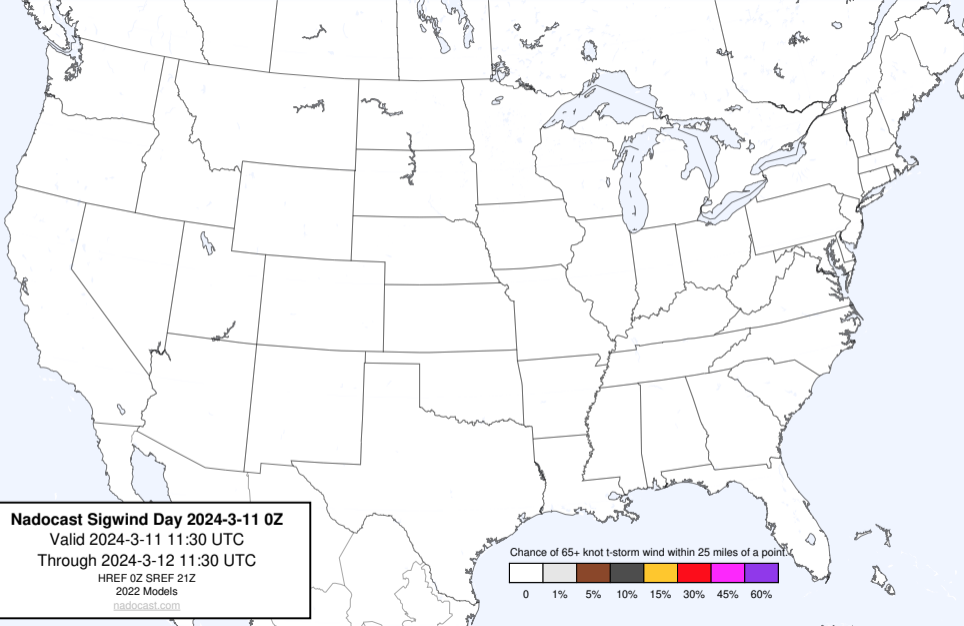 Nadocast Sigwind Day 2024-3-11 0Z
Valid 2024-3-11 11:30 UTC
Through 2024-3-12 11:30 UTC
HREF 0Z SREF 21Z
2022 Models
nadocast.com
Chance of 65+ knot t-storm wind within 25 miles of a point.
0 1% 5% 10% 15% 30% 45% 60%